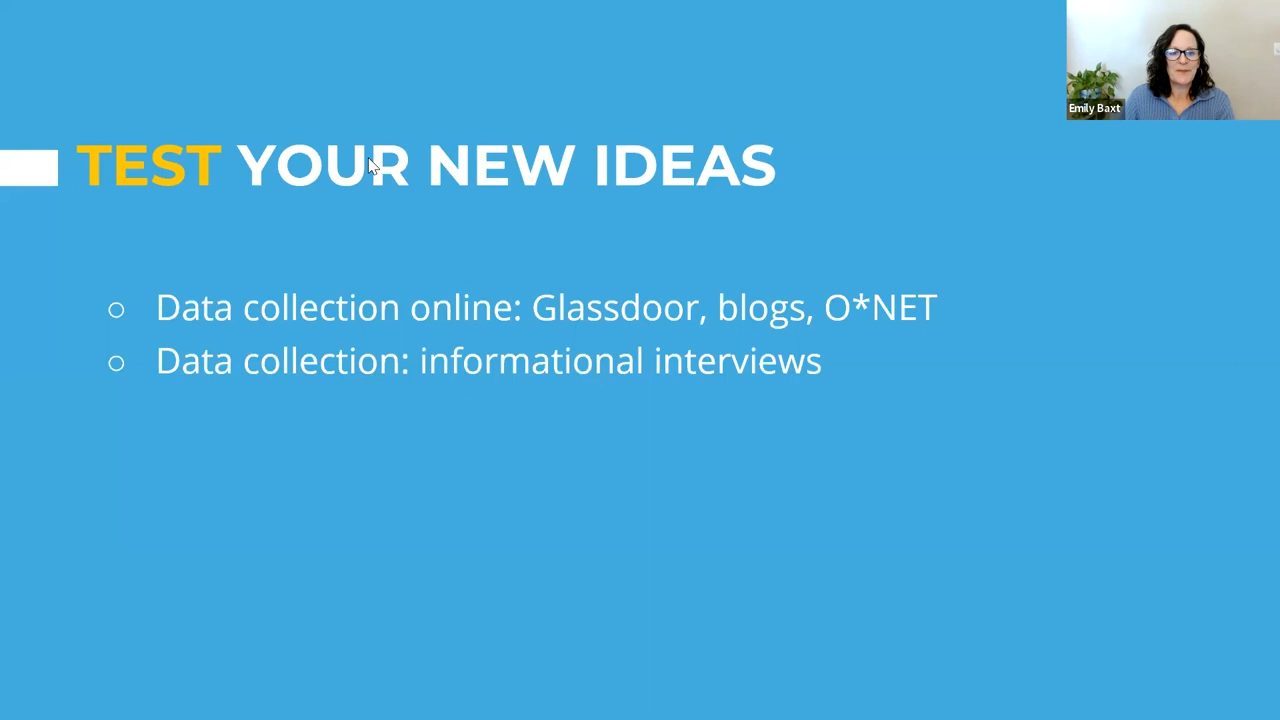 Emily Baxt
TEST YOUR NEW IDEAS
○ Data collection online: Glassdoor, blogs, O*NET
○ Data collection: informational interviews